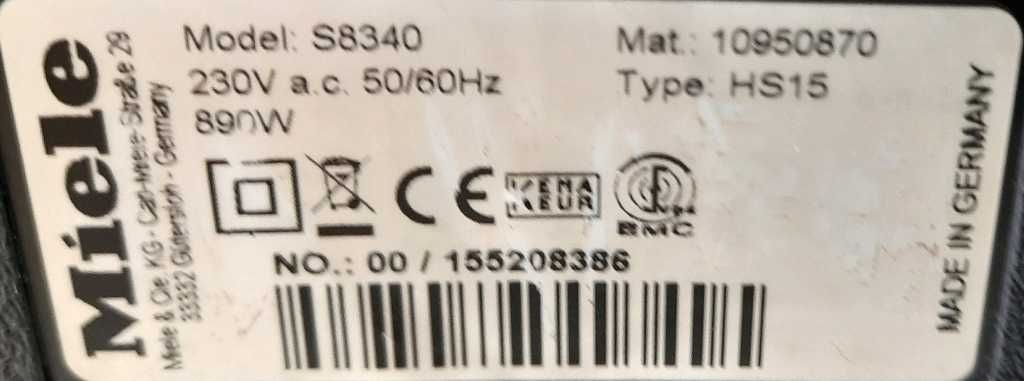 Miele
Miele & Cie. KG - Carl-Miele-Straße 29
33332 Gütersloh - Germany
Model: S8340
230V a.c. 50/60Hz
890W
Mat.: 10950870
Type: HS15
CE
KEMA
KEUR
EMC
NO.: 00 / 155208386
MADE IN GERMANY